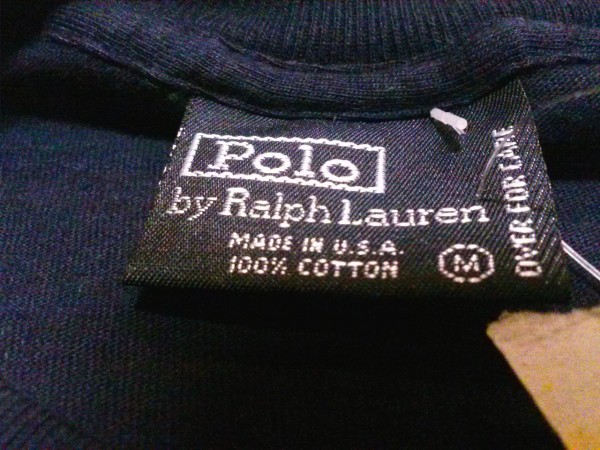 Polo
by Ralph Lauren
MADE IN U.S.A.
100% COTTON
M
OVER FOR CARE